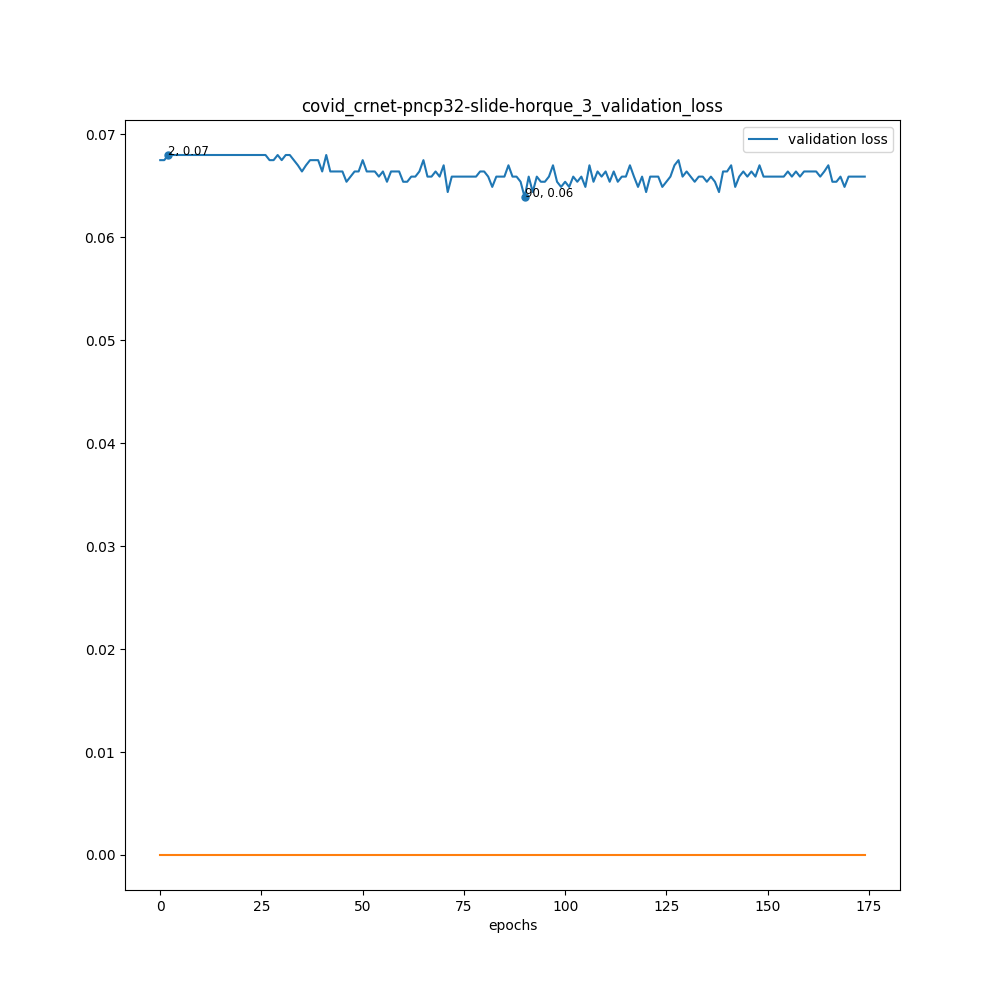 covid_crnet-pncp32-slide-horque_3_validation_loss
validation loss
0.07
0.06
0.05
0.04
0.03
0.02
0.01
0.00
2, 0.07
90, 0.06
0 25 50 75 100 125 150 175
epochs